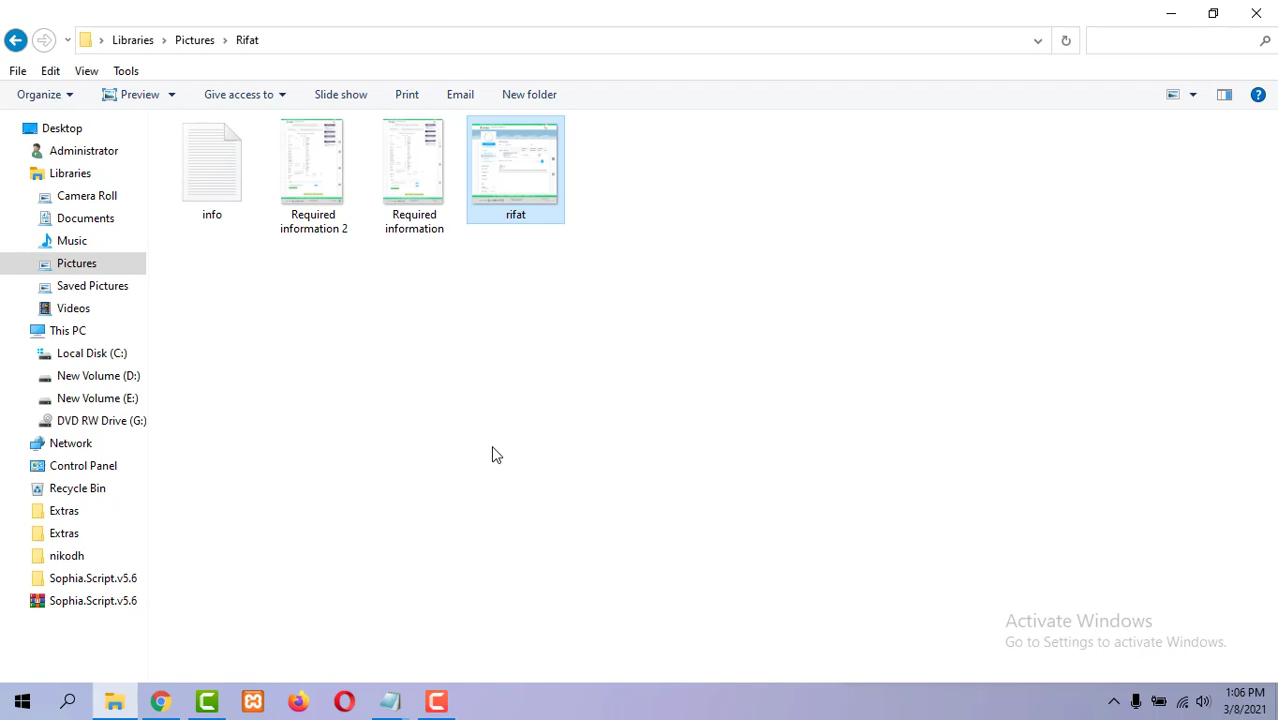 Libraries Pictures Rifat
File Edit View Tools
Organize Preview Give access to Slide show Print Email New folder
Desktop
Administrator
Libraries
Camera Roll
Documents
Music
Pictures
Saved Pictures
Videos
This PC
Local Disk (C:)
New Volume (D:)
New Volume (E:)
DVD RW Drive (G:)
Network
Control Panel
Recycle Bin
Extras
Extras
nikodh
Sophia.Script.v5.6
Sophia.Script.v5.6
info
Required
information 2
Required
information
rifat
Activate Windows
Go to Settings to activate Windows.
1:06 PM
3/8/2021